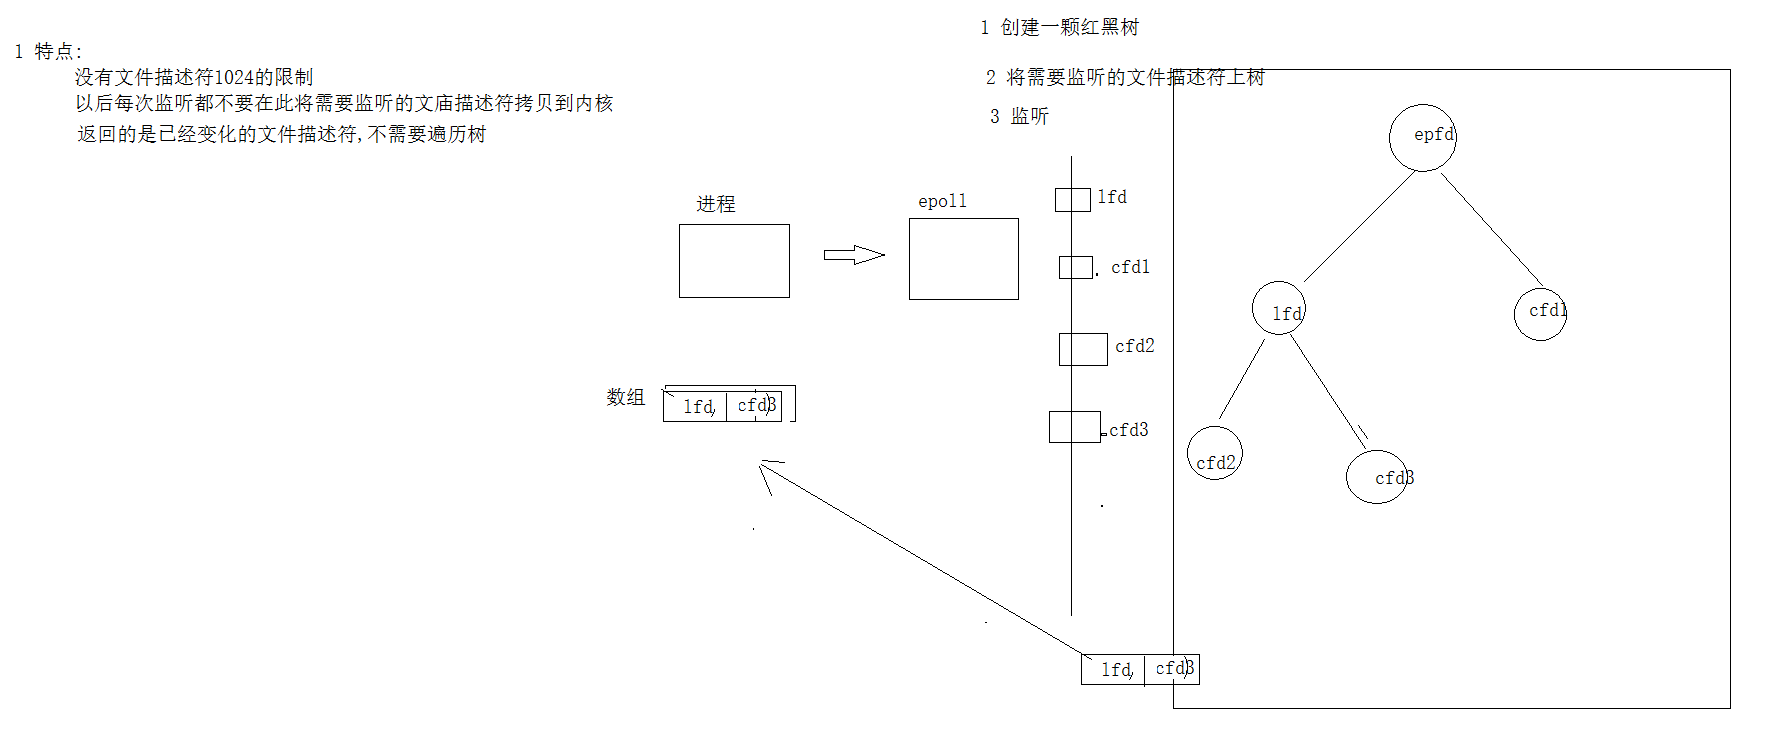 1 特点:
没有文件描述符1024的限制
以后每次监听都不要在此将需要监听的文庙描述符拷贝到内核
返回的是已经变化的文件描述符,不需要遍历树
1 创建一颗红黑树
2 将需要监听的文件描述符上树
3 监听
进程
epoll
lfd
cfd1
cfd2
cfd3
数组
lfd,
cfd3)
epfd
lfd
cfd1
cfd2
cfd3
lfd,
cfd3)